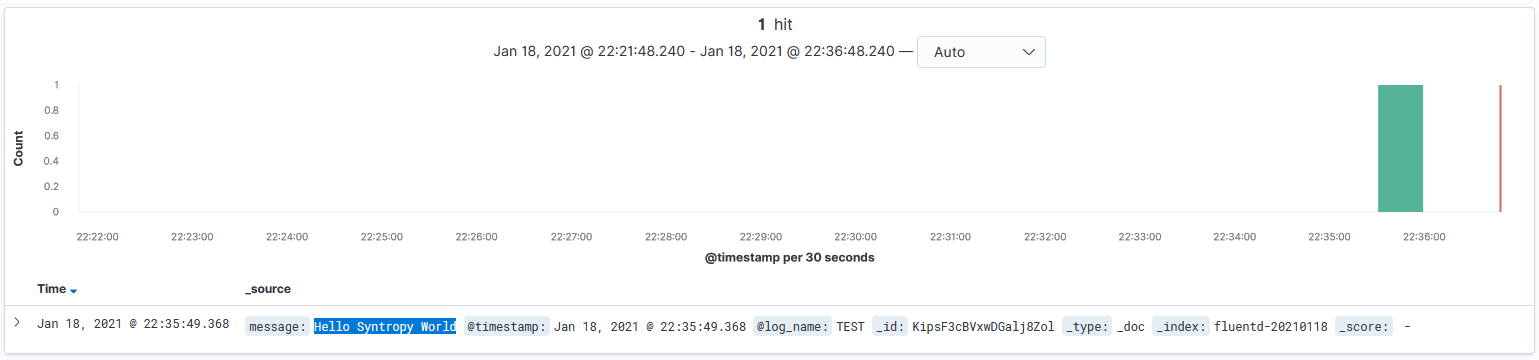 1 hit
Jan 18, 2021 @ 22:21:48.240 - Jan 18, 2021 @ 22:36:48.240 — Auto
Count
1
0.8
0.6
0.4
0.2
0
22:22:00 22:23:00 22:24:00 22:25:00 22:26:00 22:27:00 22:28:00 22:29:00 22:30:00 22:31:00 22:32:00 22:33:00 22:34:00 22:35:00 22:36:00
@timestamp per 30 seconds
Time _source
Jan 18, 2021 @ 22:35:49.368 message: Hello Syntropy World @timestamp: Jan 18, 2021 @ 22:35:49.368 @log_name: TEST _id: KipsF3cBVxwDGalj8Zol _type: _doc _index: fluentd-20210118 _score: -